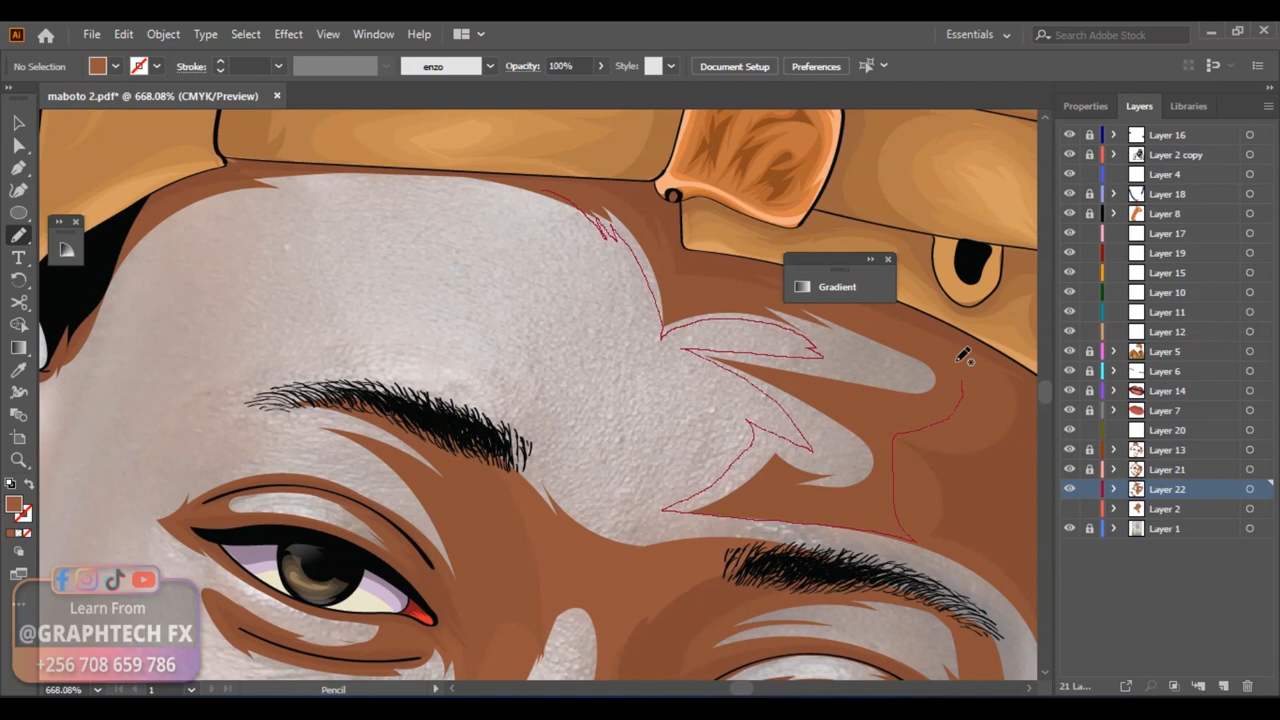 Ai File Edit Object Type Select Effect View Window Help Essentials Search Adobe Stock
No Selection Stroke: enzo Opacity: 100% Style: Document Setup Preferences
maboto 2.pdf* @ 668.08% (CMYK/Preview)
Properties Layers Libraries
Layer 16
Layer 2 copy
Layer 4
Layer 18
Layer 8
Layer 17
Layer 19
Layer 15
Layer 10
Layer 11
Layer 12
Layer 5
Layer 6
Layer 14
Layer 7
Layer 20
Layer 13
Layer 21
Layer 22
Layer 2
Layer 1
Gradient
Learn From
@GRAPHTECH FX
+256 708 659 786
668.08% 1 Pencil
21 La...